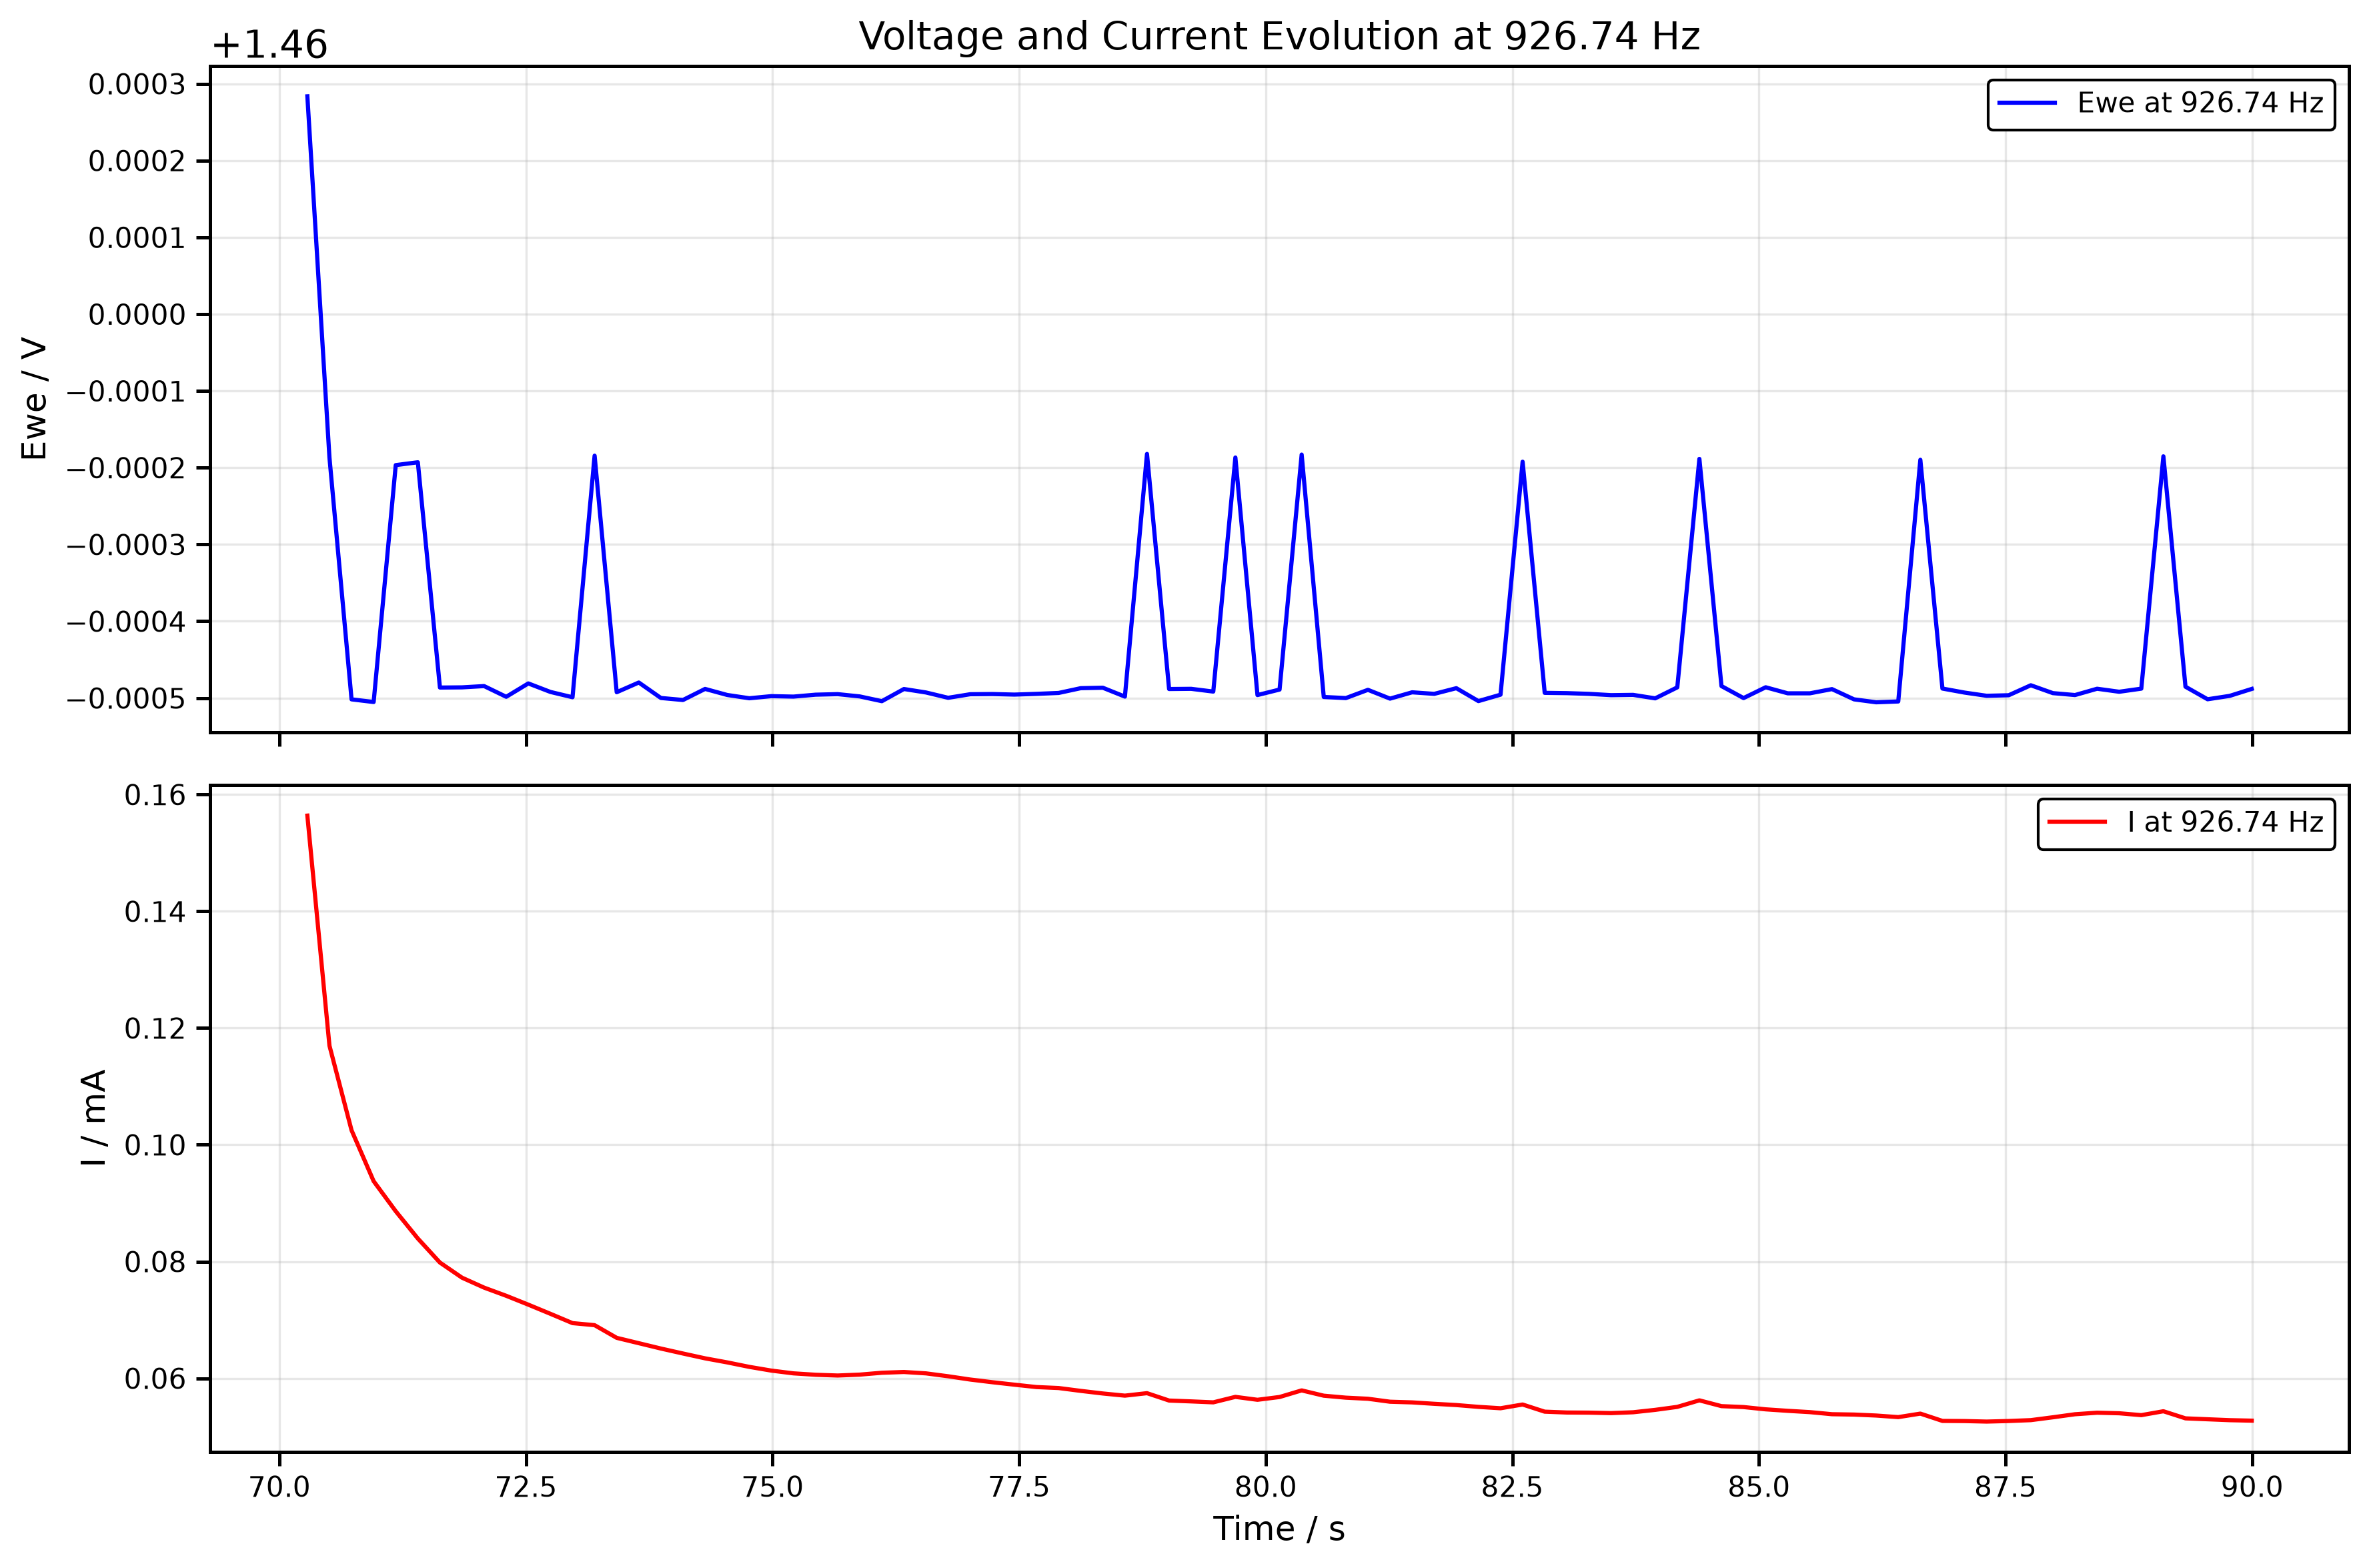 Voltage and Current Evolution at 926.74 Hz
+1.46
0.0003
0.0002
0.0001
0.0000
−0.0001
−0.0002
−0.0003
−0.0004
−0.0005
Ewe / V
Ewe at 926.74 Hz
0.16
0.14
0.12
0.10
0.08
0.06
I / mA
I at 926.74 Hz
70.0 72.5 75.0 77.5 80.0 82.5 85.0 87.5 90.0
Time / s